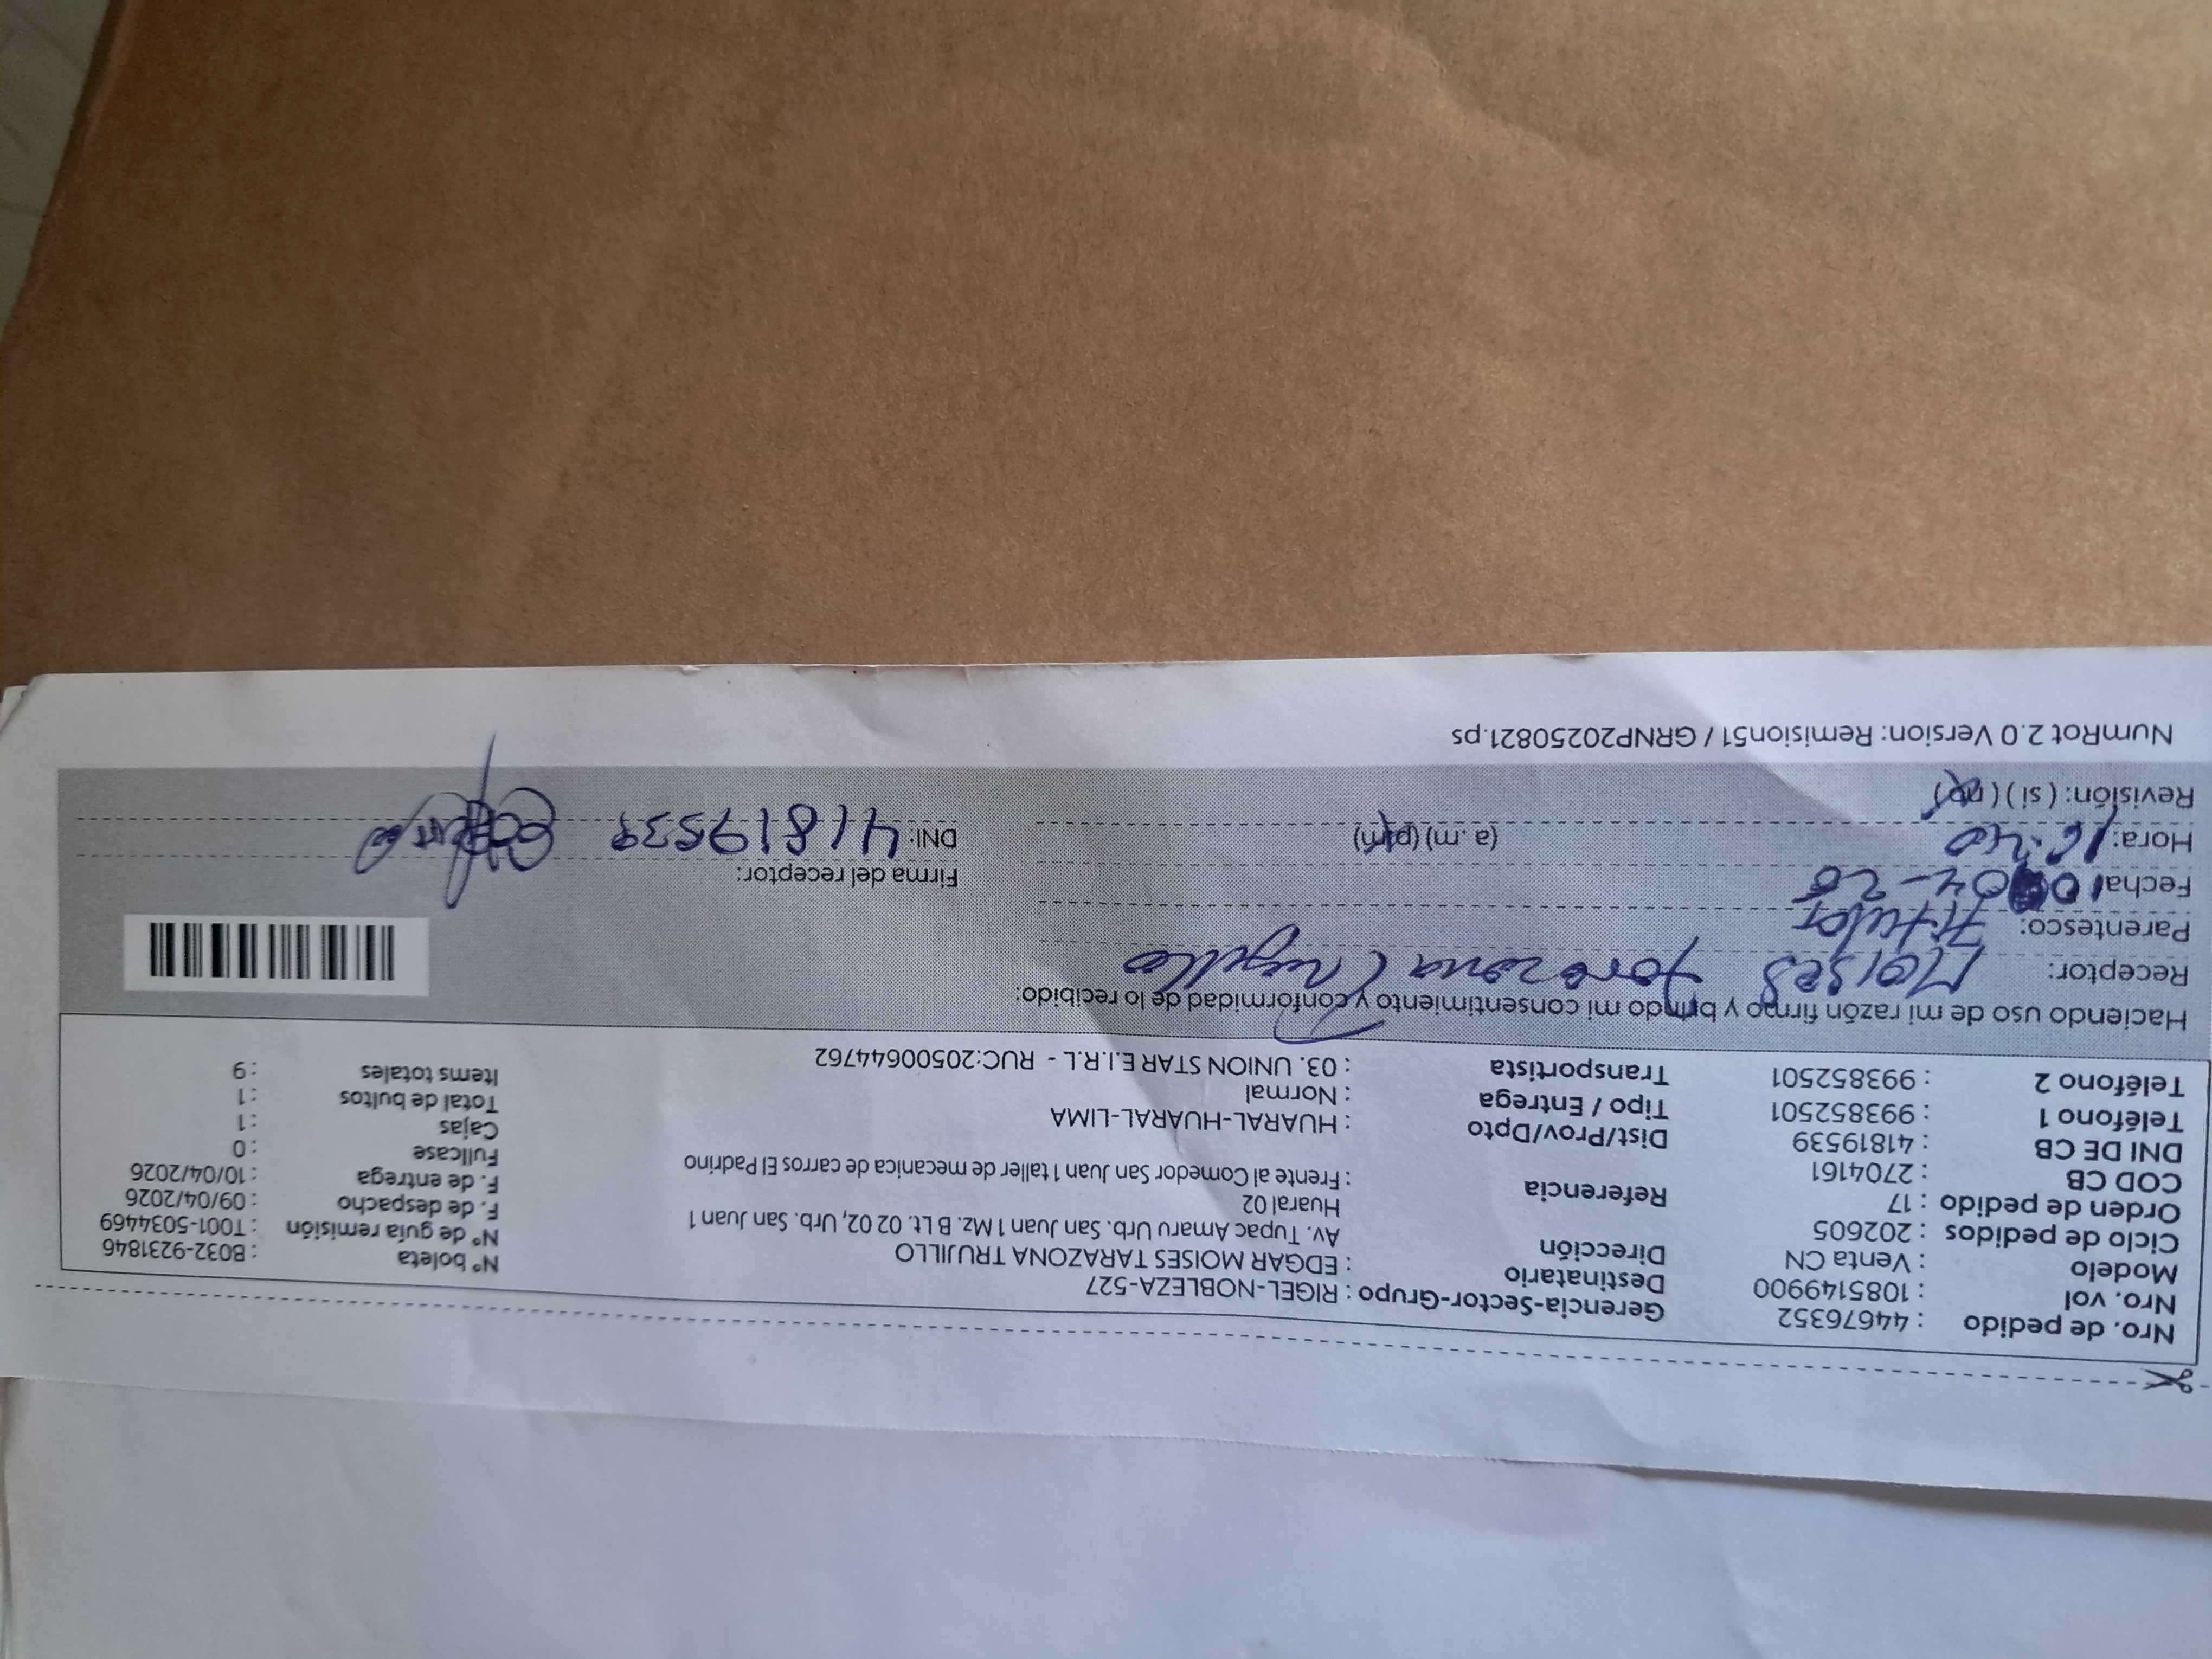 Nro. de pedido : 44676352
Nro. vol : 1085149900
Modelo : Venta CN
Ciclo de pedidos : 202605
Orden de pedido : 17
COD CB : 2704161
DNI DE CB : 41819539
Teléfono 1 : 993852501
Teléfono 2 : 993852501
Gerencia-Sector-Grupo : RIGEL-NOBLEZA-527
Destinatario : EDGAR MOISES TARAZONA TRUJILLO
Dirección Av. Tupac Amaru Urb. San Juan 1 Mz. B Lt. 02 02, Urb. San Juan 1
Huaral 02
Referencia : Frente al Comedor San Juan 1 taller de mecanica de carros El Padrino
Dist/Prov/Dpto : HUARAL-HUARAL-LIMA
Tipo / Entrega : Normal
Transportista : 03. UNION STAR E.I.R.L - RUC:20500644762
N° boleta : B032-9231846
N° de guía remisión : T001-5034469
F. de despacho : 09/04/2026
F. de entrega : 10/04/2026
Fullcase : 0
Cajas : 1
Total de bultos : 1
Items totales : 9
Haciendo uso de mi razón firmo y brindo mi consentimiento y conformidad de lo recibido:
Receptor: Moises Tarazona Trujillo
Parentesco: Titular
Fecha: 04-26
Hora: 16:40 (a.m) (p.m)
Revisión: ( si ) ( no )
Firma del receptor:
DNI: 41819539
NumRot 2.0 Version: Remision51 / GRNP20250821.ps